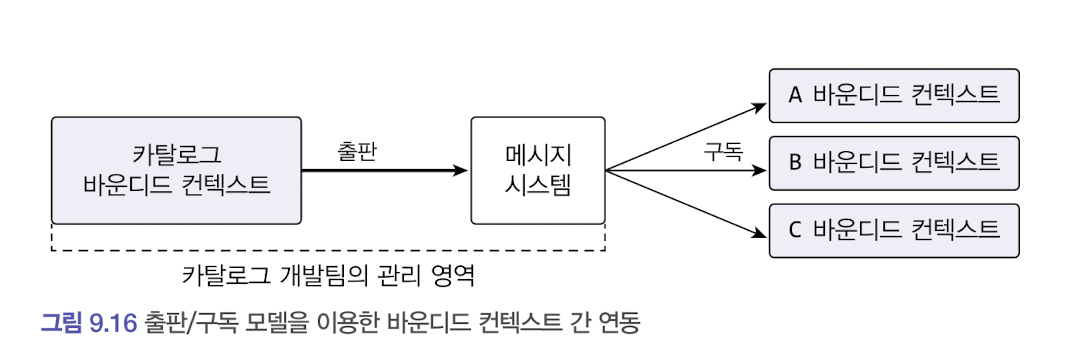 카탈로그
바운디드 컨텍스트
출판
메시지
시스템
구독
A 바운디드 컨텍스트
B 바운디드 컨텍스트
C 바운디드 컨텍스트
카탈로그 개발팀의 관리 영역
그림 9.16 출판/구독 모델을 이용한 바운디드 컨텍스트 간 연동